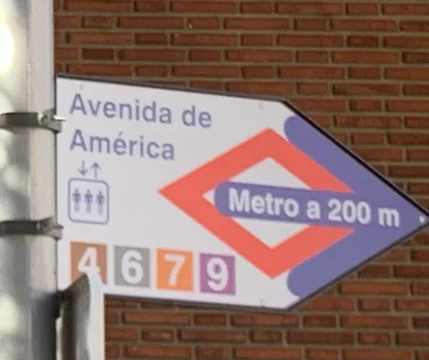 Avenida de
América
Metro a 200 m
4 6 7 9